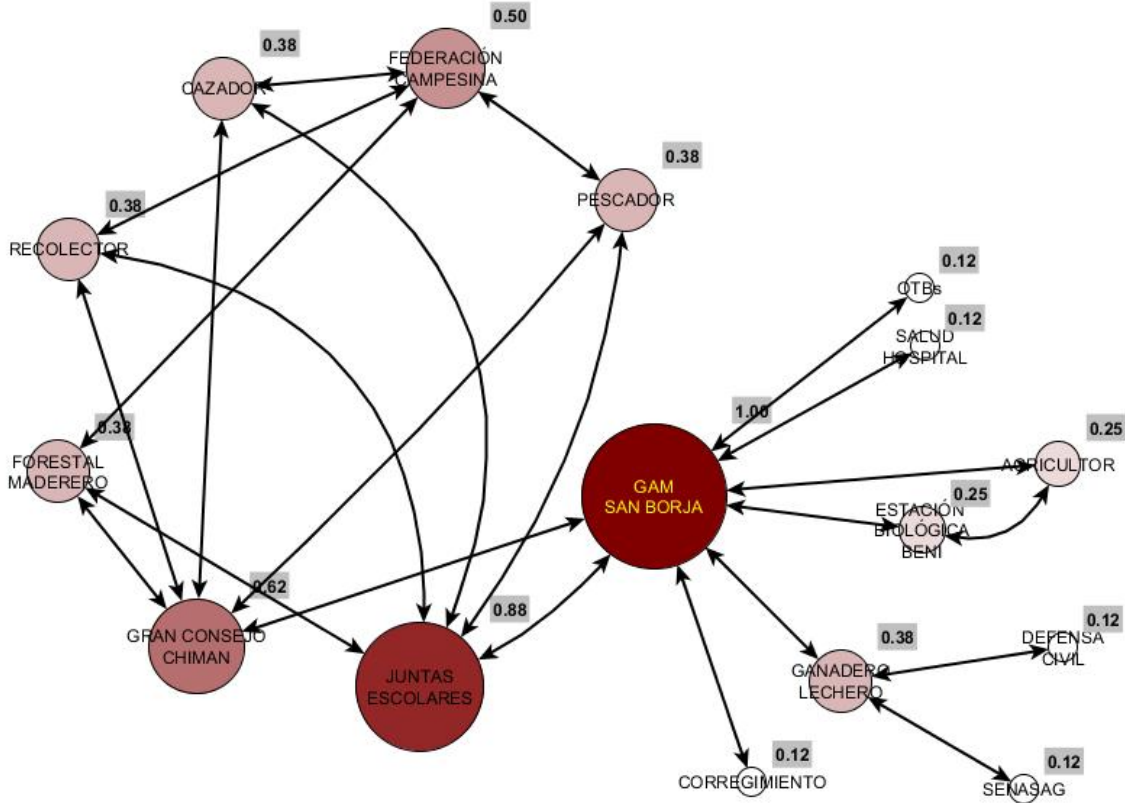 0.50
FEDERACIÓN
CAMPESINA
0.38
CAZADOR
0.38
PESCADOR
0.38
RECOLECTOR
0.12
OTBs
0.12
SALUD
HOSPITAL
1.00
GAM
SAN BORJA
0.25
AGRICULTOR
0.25
ESTACIÓN
BIOLÓGICA
BENI
0.38
FORESTAL
MADERERO
0.62
GRAN CONSEJO
CHIMAN
0.88
JUNTAS
ESCOLARES
0.38
GANADERO
LECHERO
0.12
DEFENSA
CIVIL
0.12
CORREGIMIENTO
0.12
SENASAG